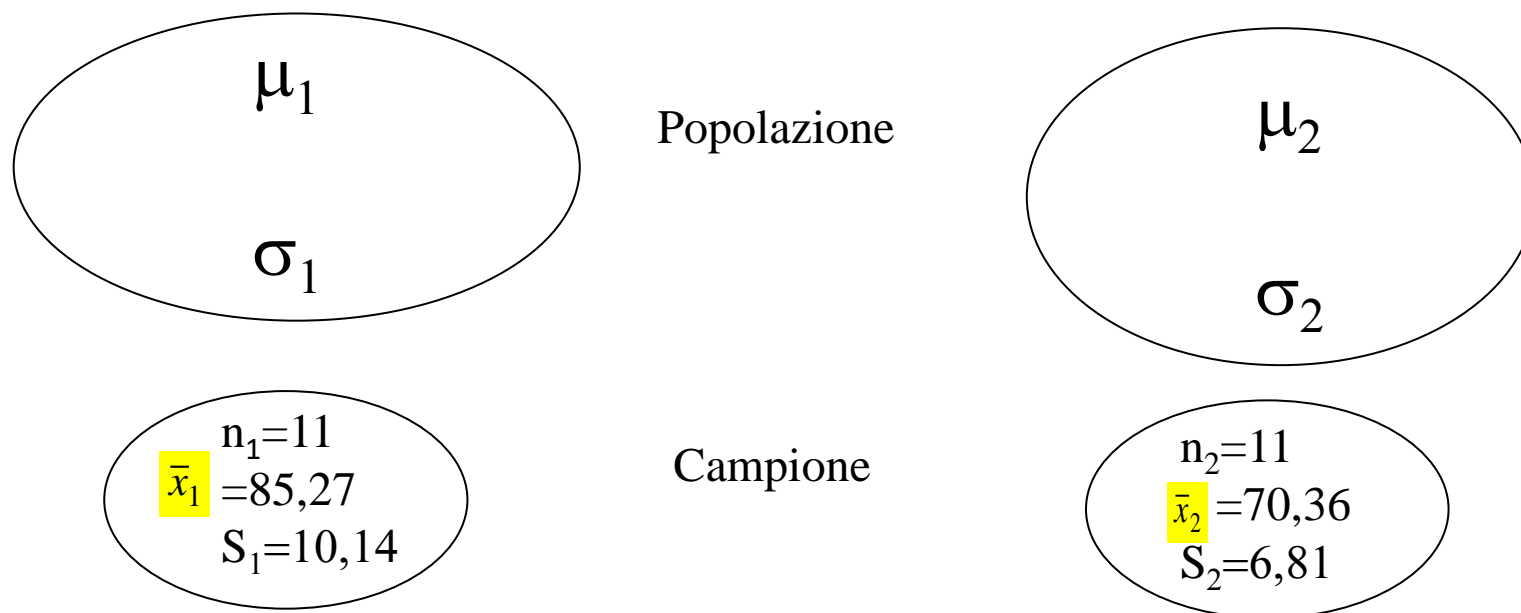 μ₁
σ₁
Popolazione
μ₂
σ₂
n₁=11
x̄₁ =85,27
S₁=10,14
Campione
n₂=11
x̄₂ =70,36
S₂=6,81